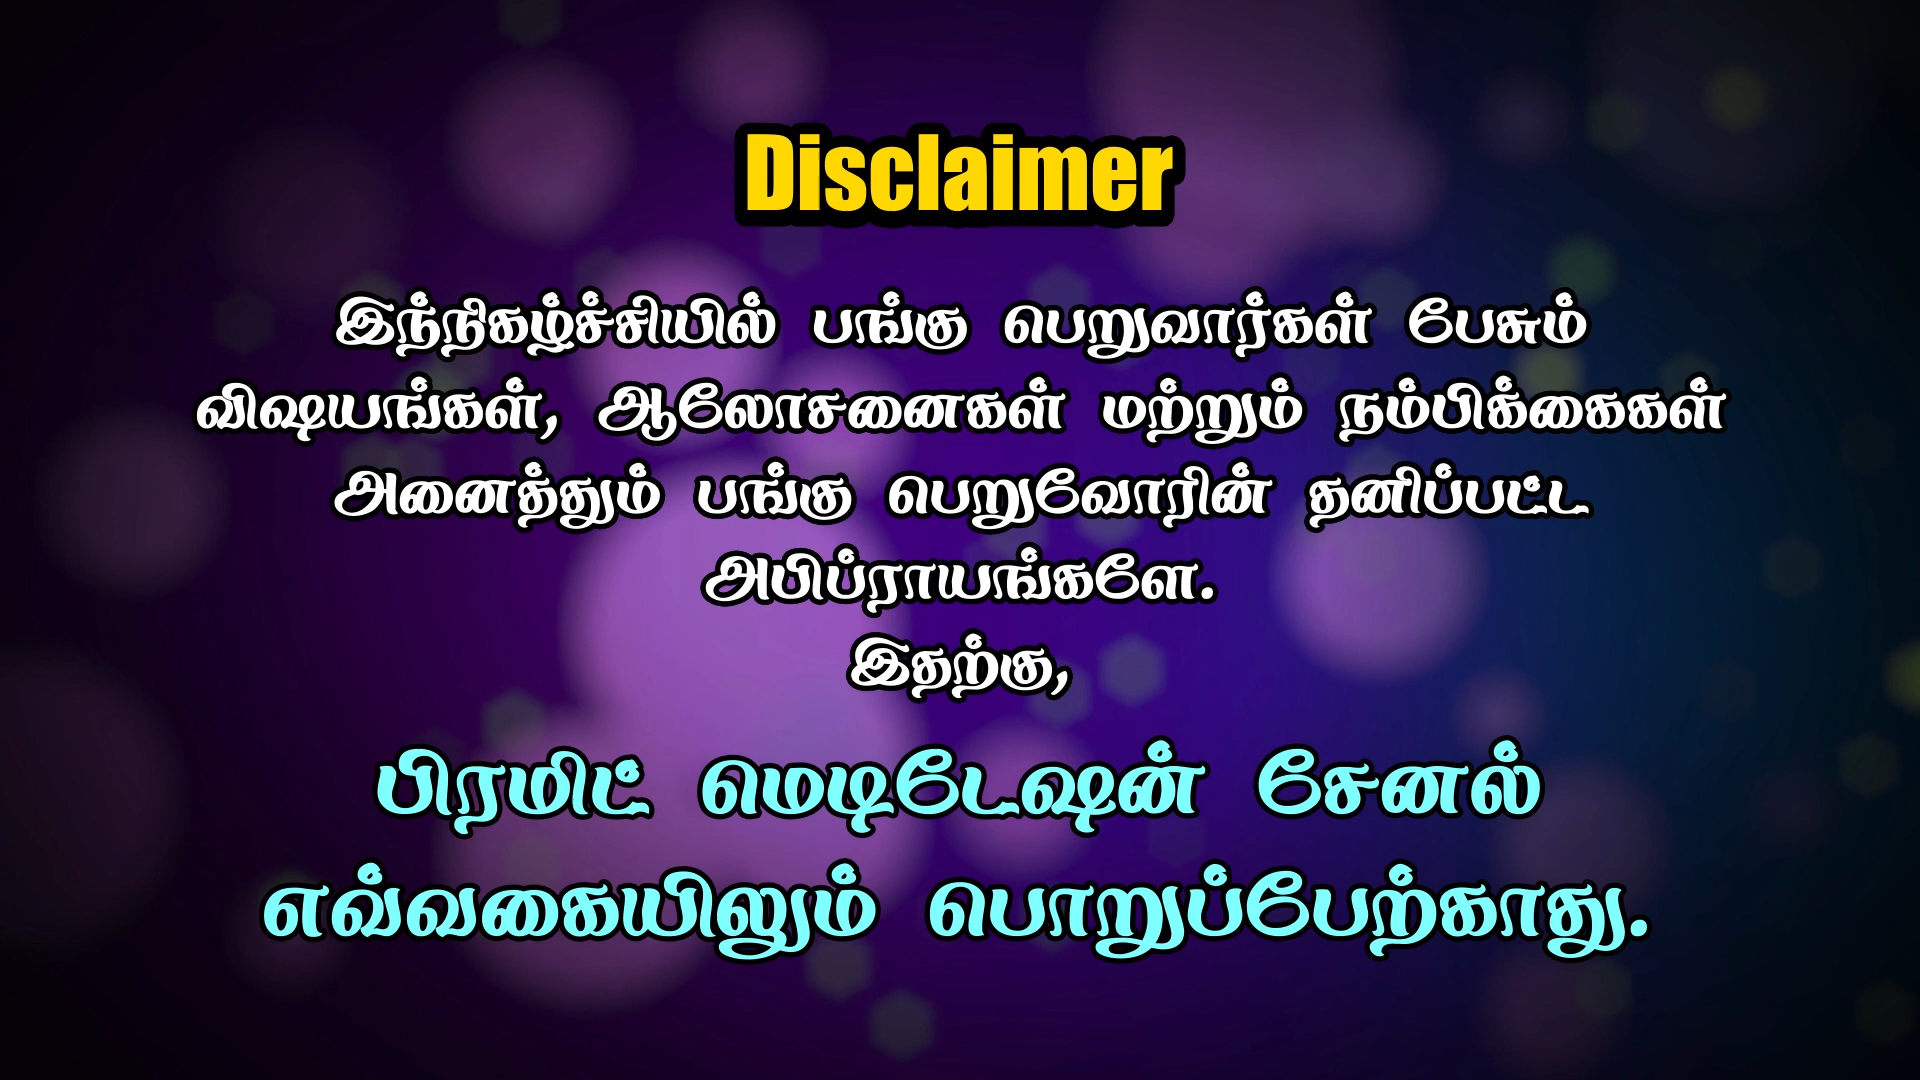 Disclaimer
இந்நிகழ்ச்சியில் பங்கு பெறுவார்கள் பேசும்
விஷயங்கள், ஆலோசனைகள் மற்றும் நம்பிக்கைகள்
அனைத்தும் பங்கு பெறுவோரின் தனிப்பட்ட
அபிப்ராயங்களே.
இதற்கு,
பிரமிட் மெடிடேஷன் சேனல்
எவ்வகையிலும் பொறுப்பேற்காது.